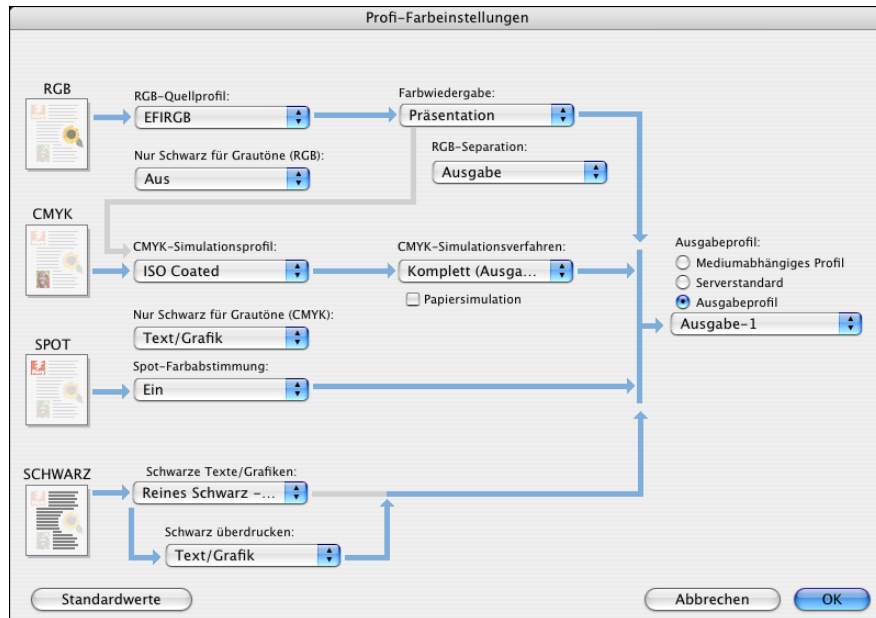 Profi-Farbeinstellungen
RGB
RGB-Quellprofil:
EFIRGB
Farbwiedergabe:
Präsentation
Nur Schwarz für Grautöne (RGB):
Aus
RGB-Separation:
Ausgabe
CMYK
CMYK-Simulationsprofil:
ISO Coated
CMYK-Simulationsverfahren:
Komplett (Ausga...
Papiersimulation
Ausgabeprofil:
Mediumabhängiges Profil
Serverstandard
Ausgabeprofil
Ausgabe-1
Nur Schwarz für Grautöne (CMYK):
Text/Grafik
SPOT
Spot-Farbabstimmung:
Ein
SCHWARZ
Schwarze Texte/Grafiken:
Reines Schwarz -...
Schwarz überdrucken:
Text/Grafik
Standardwerte
Abbrechen
OK